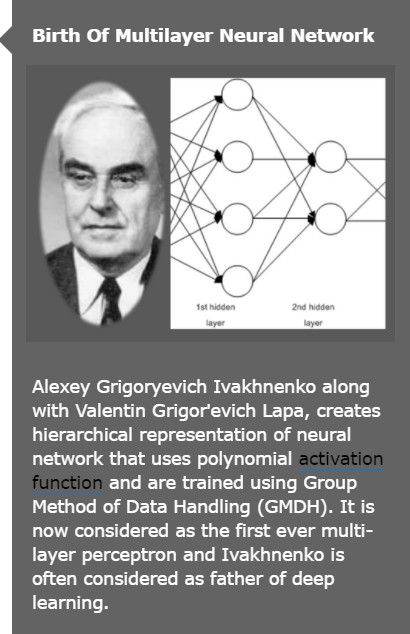 Birth Of Multilayer Neural Network
1st hidden 2nd hidden
layer layer
Alexey Grigoryevich Ivakhnenko along
with Valentin Grigor'evich Lapa, creates
hierarchical representation of neural
network that uses polynomial activation
function and are trained using Group
Method of Data Handling (GMDH). It is
now considered as the first ever multi-
layer perceptron and Ivakhnenko is
often considered as father of deep
learning.